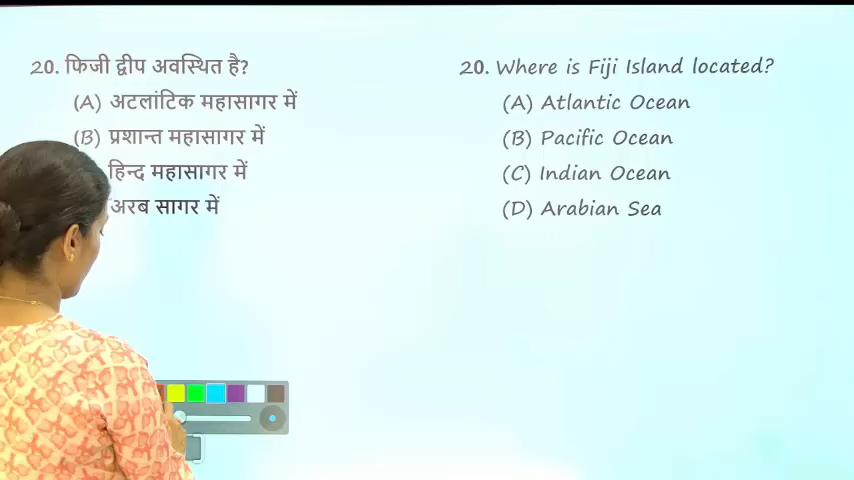 20. फिजी द्वीप अवस्थित है?
(A) अटलांटिक महासागर में
(B) प्रशान्त महासागर में
हिन्द महासागर में
अरब सागर में
20. Where is Fiji Island located?
(A) Atlantic Ocean
(B) Pacific Ocean
(C) Indian Ocean
(D) Arabian Sea